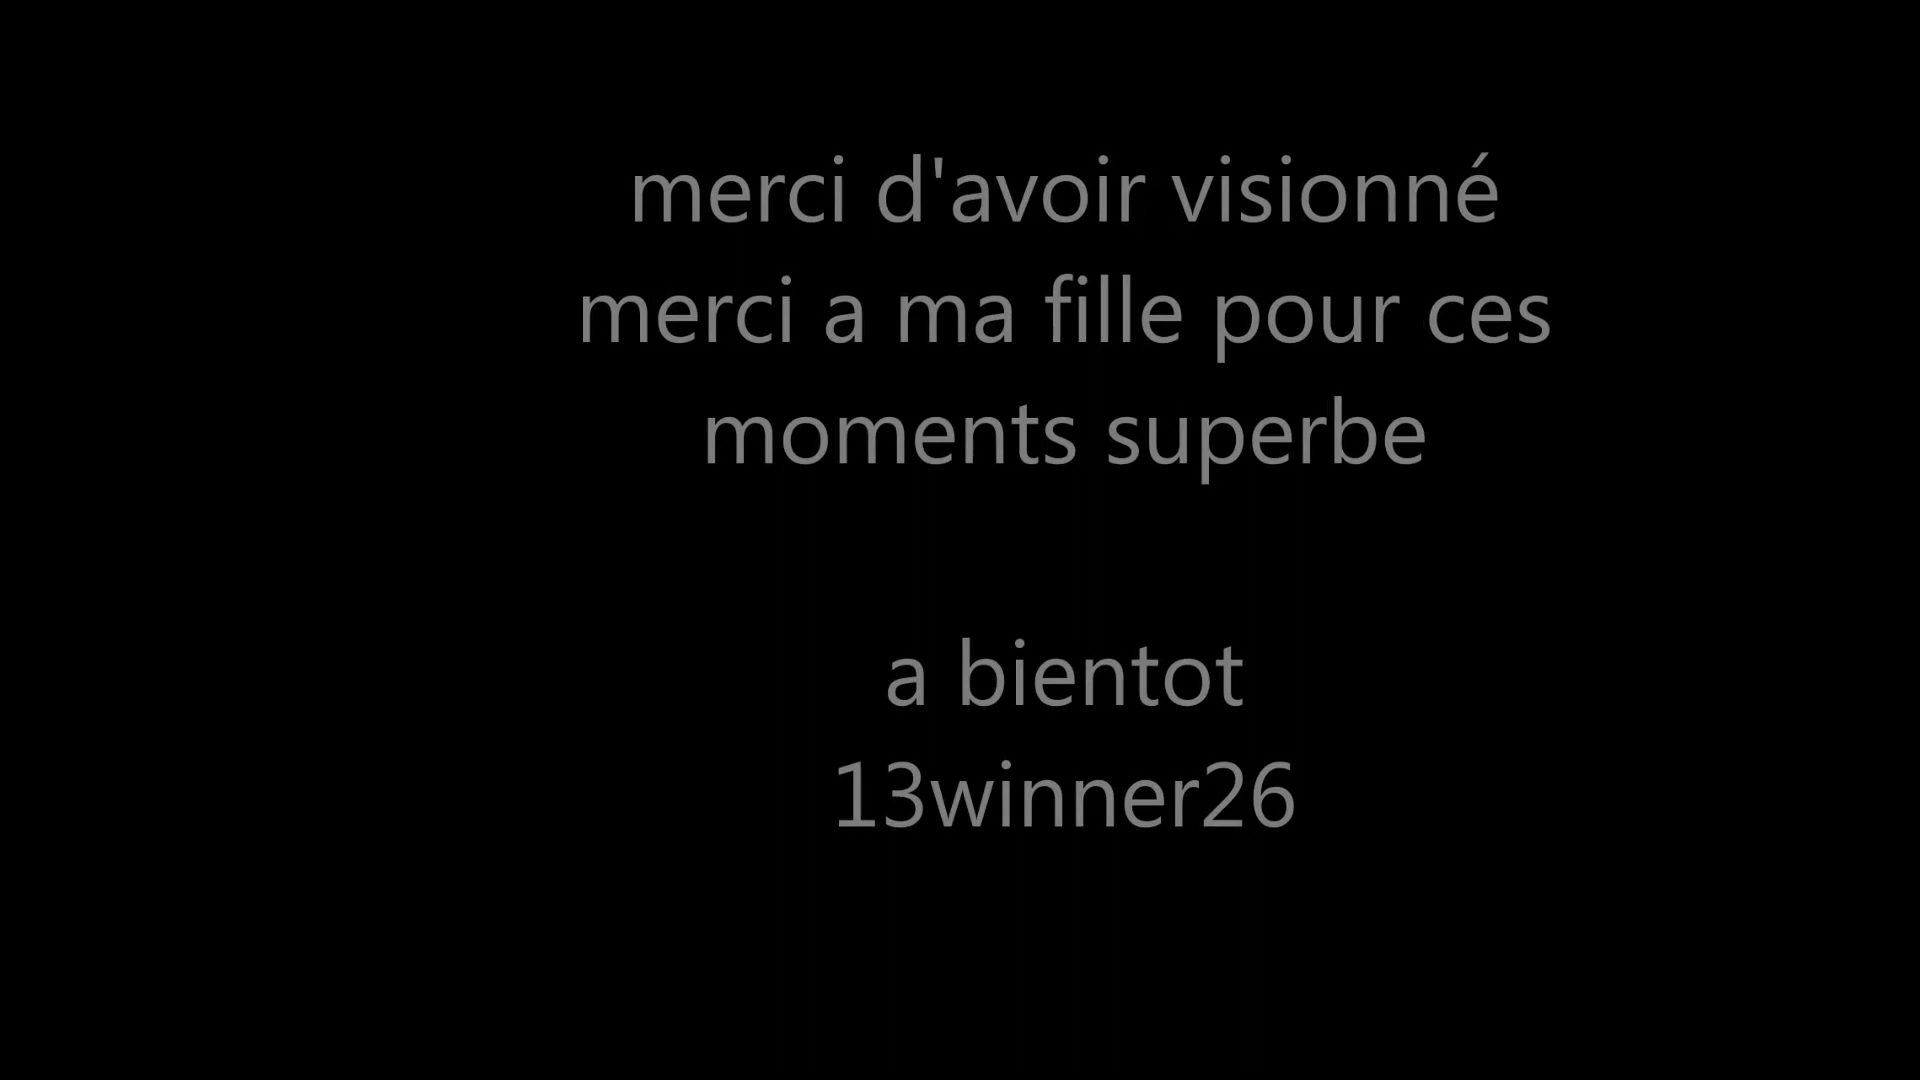 merci d'avoir visionné
merci a ma fille pour ces
moments superbe
a bientot
13winner26